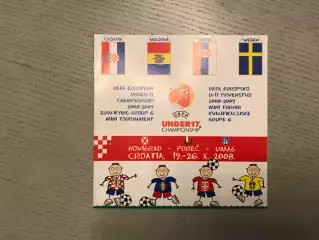 CROATIA MOLDOVA SERBIA SWEDEN
UEFA EUROPEAN
UNDER-17
CHAMPIONSHIP
2008-2009
QUALIFYING GROUP 6
MINI TOURNAMENT
UEFA
UNDER17
CHAMPIONSHIP
UEFA EUROPSKO
U-17 PRVENSTVO
2008-2009
MINI TURNIR
KVALIFIKACIJSKE
GRUPE 6
NOVIGRAD - POREČ - UMAG
CROATIA, 19.-26. X. 2008.